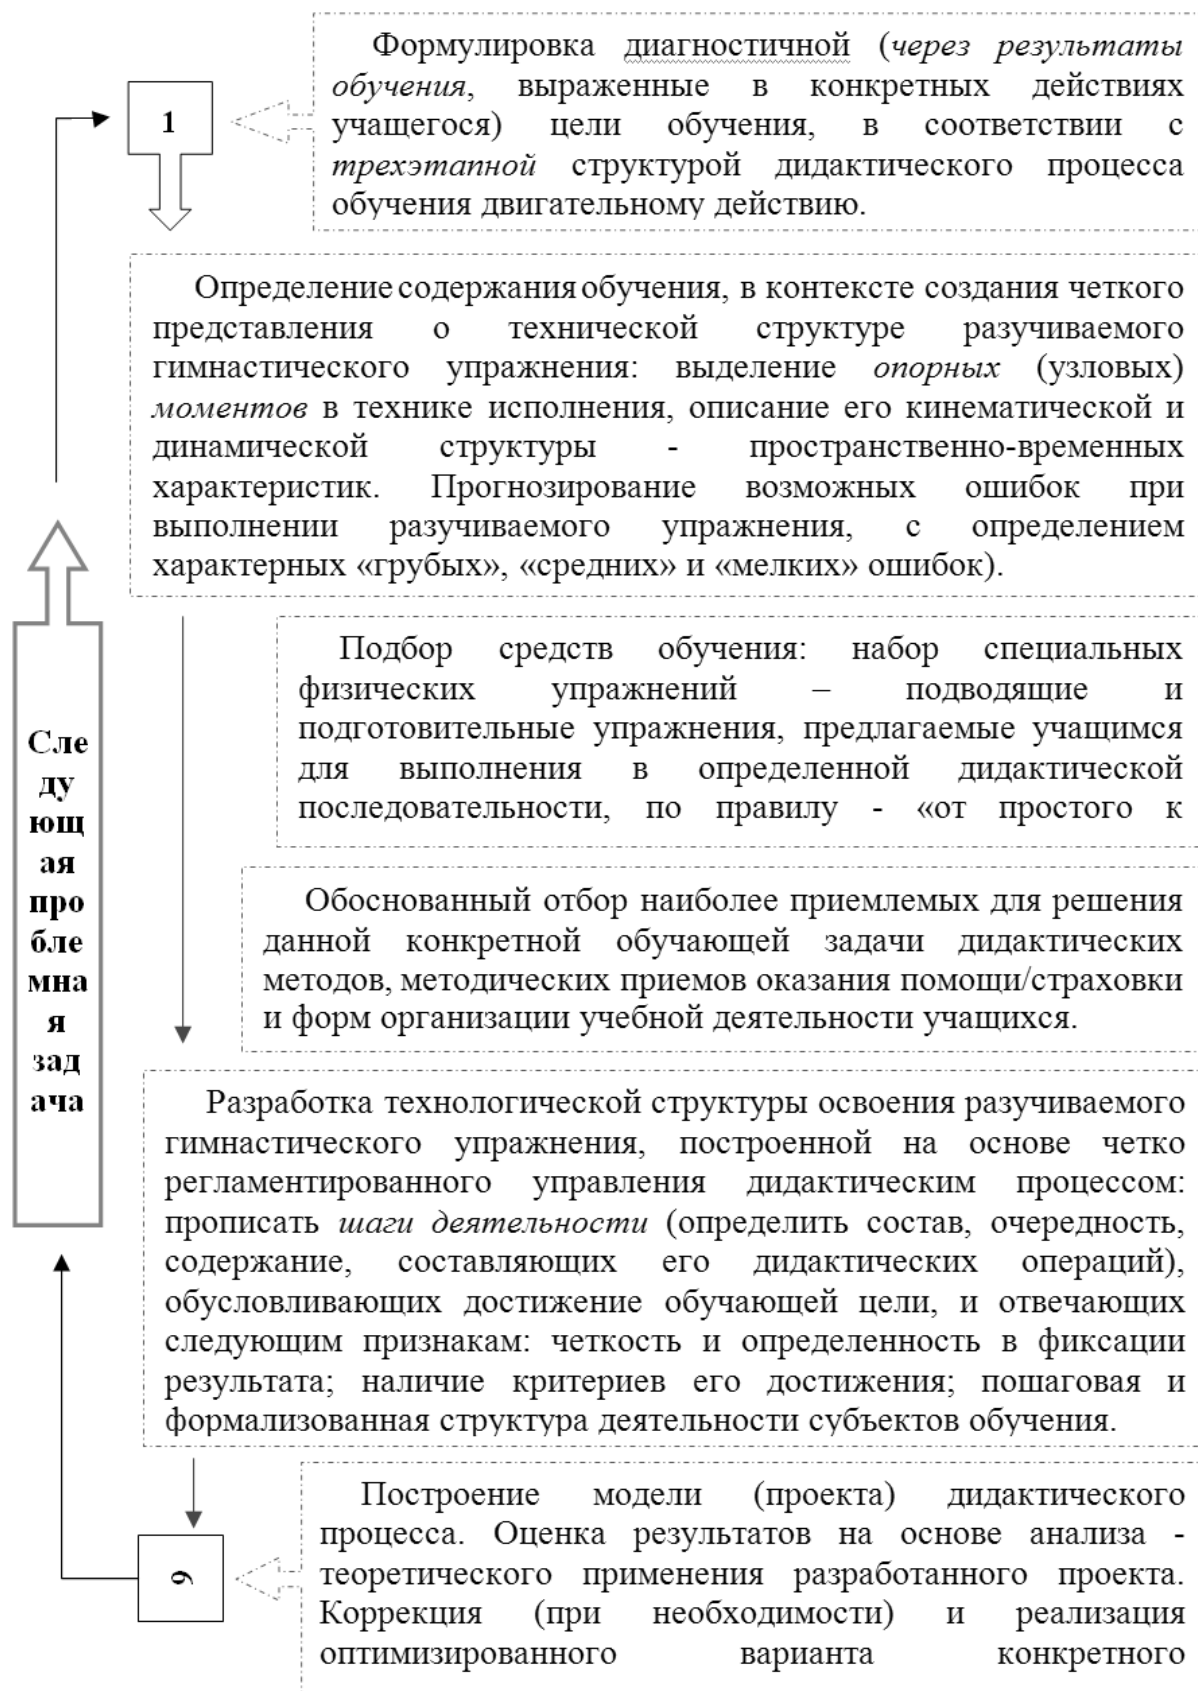 Формулировка диагностичной (через результаты
обучения, выраженные в конкретных действиях
1
учащегося) цели обучения, в соответствии с
трехэтапной структурой дидактического процесса
обучения двигательному действию.
Определение содержания обучения, в контексте создания четкого
представления о технической структуре разучиваемого
гимнастического упражнения: выделение опорных (узловых)
моментов в технике исполнения, описание его кинематической и
динамической структуры - пространственно-временных
характеристик. Прогнозирование возможных ошибок при
выполнении разучиваемого упражнения, с определением
характерных «грубых», «средних» и «мелких» ошибок).
Подбор средств обучения: набор специальных
физических упражнений – подводящие и
подготовительные упражнения, предлагаемые учащимся
для выполнения в определенной дидактической
последовательности, по правилу - «от простого к
Сле
ду
ющ
ая
про
бле
мна
я
зад
ача
Обоснованный отбор наиболее приемлемых для решения
данной конкретной обучающей задачи дидактических
методов, методических приемов оказания помощи/страховки
и форм организации учебной деятельности учащихся.
Разработка технологической структуры освоения разучиваемого
гимнастического упражнения, построенной на основе четко
регламентированного управления дидактическим процессом:
прописать шаги деятельности (определить состав, очередность,
содержание, составляющих его дидактических операций),
обусловливающих достижение обучающей цели, и отвечающих
следующим признакам: четкость и определенность в фиксации
результата; наличие критериев его достижения; пошаговая и
формализованная структура деятельности субъектов обучения.
Построение модели (проекта) дидактического
процесса. Оценка результатов на основе анализа -
6
теоретического применения разработанного проекта.
Коррекция (при необходимости) и реализация
оптимизированного варианта конкретного